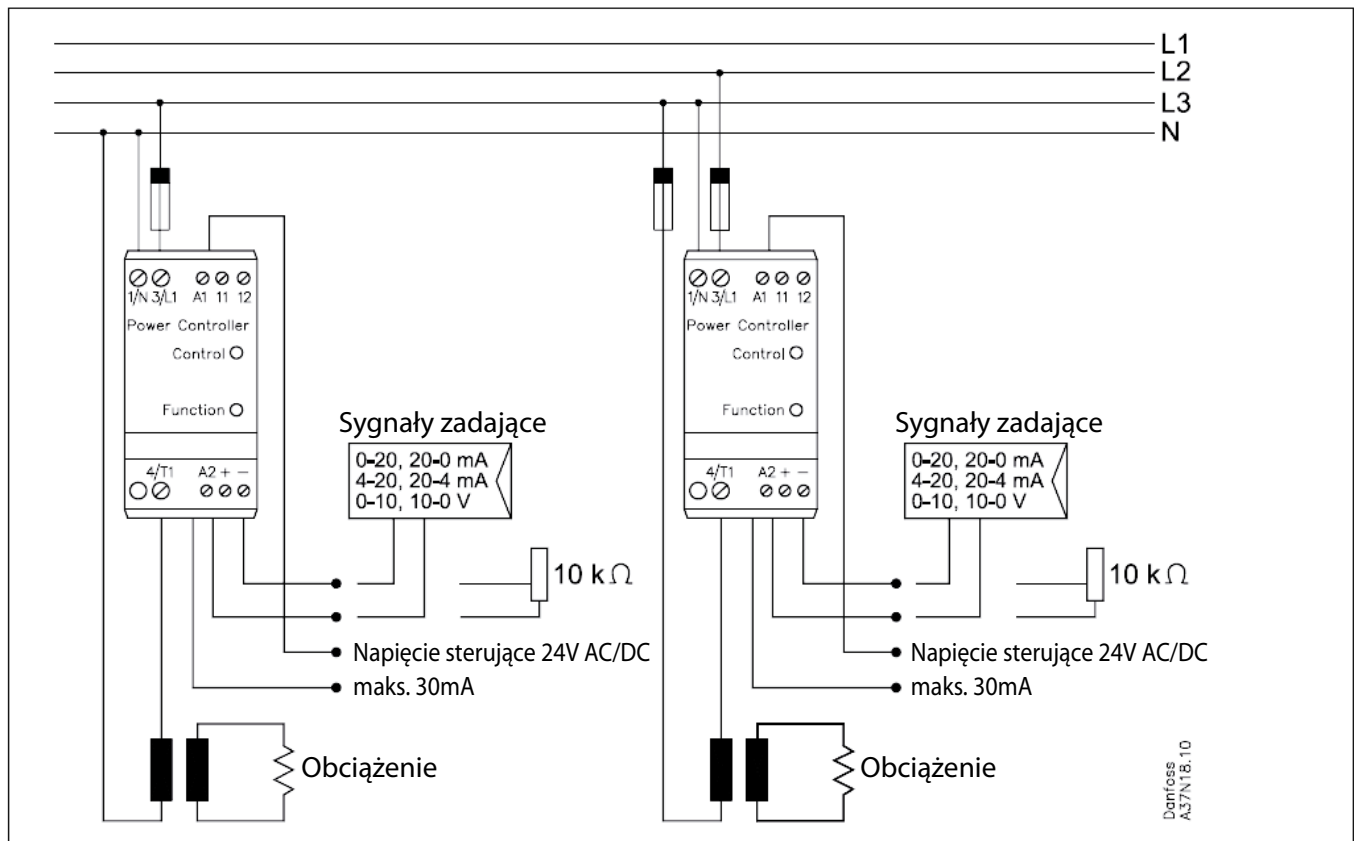 L1
L2
L3
N
1/N 3/L1 A1 11 12
Power Controller
Control
Function
4/T1 A2 + −
Sygnały zadające
0-20, 20-0 mA
4-20, 20-4 mA
0-10, 10-0 V
10 kΩ
Napięcie sterujące 24V AC/DC
maks. 30mA
Obciążenie
1/N 3/L1 A1 11 12
Power Controller
Control
Function
4/T1 A2 + −
Sygnały zadające
0-20, 20-0 mA
4-20, 20-4 mA
0-10, 10-0 V
10 kΩ
Napięcie sterujące 24V AC/DC
maks. 30mA
Obciążenie
Danfoss
A37N18.10